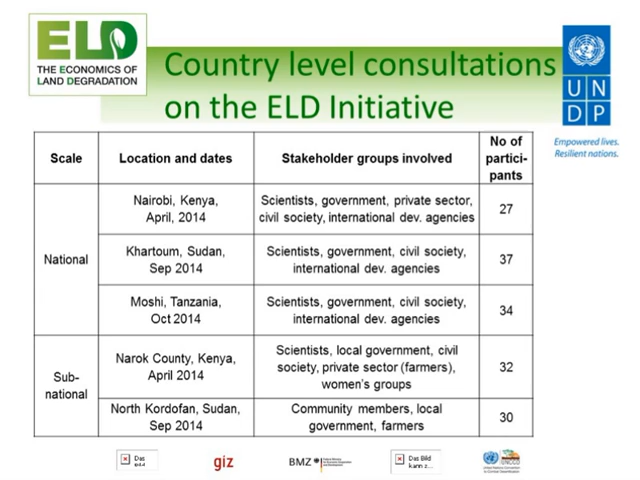 ELD
THE ECONOMICS OF
LAND DEGRADATION
Country level consultations
on the ELD Initiative
U N
D P
Empowered lives.
Resilient nations.
Scale
Location and dates
Stakeholder groups involved
No of
partici-
pants
National
Nairobi, Kenya,
April, 2014
Scientists, government, private sector,
civil society, international dev. agencies
27
Khartoum, Sudan,
Sep 2014
Scientists, government, civil society,
international dev. agencies
37
Moshi, Tanzania,
Oct 2014
Scientists, government, civil society,
international dev. agencies
34
Sub-
national
Narok County, Kenya,
April 2014
Scientists, local government, civil
society, private sector (farmers),
women's groups
32
North Kordofan, Sudan,
Sep 2014
Community members, local
government, farmers
30
Das
giz
BMZ
Das Bild
kann z...